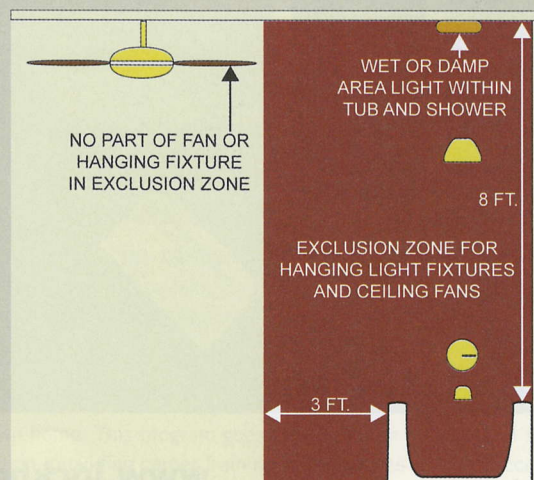 WET OR DAMP
AREA LIGHT WITHIN
TUB AND SHOWER
NO PART OF FAN OR
HANGING FIXTURE
IN EXCLUSION ZONE
8 FT.
EXCLUSION ZONE FOR
HANGING LIGHT FIXTURES
AND CEILING FANS
3 FT.